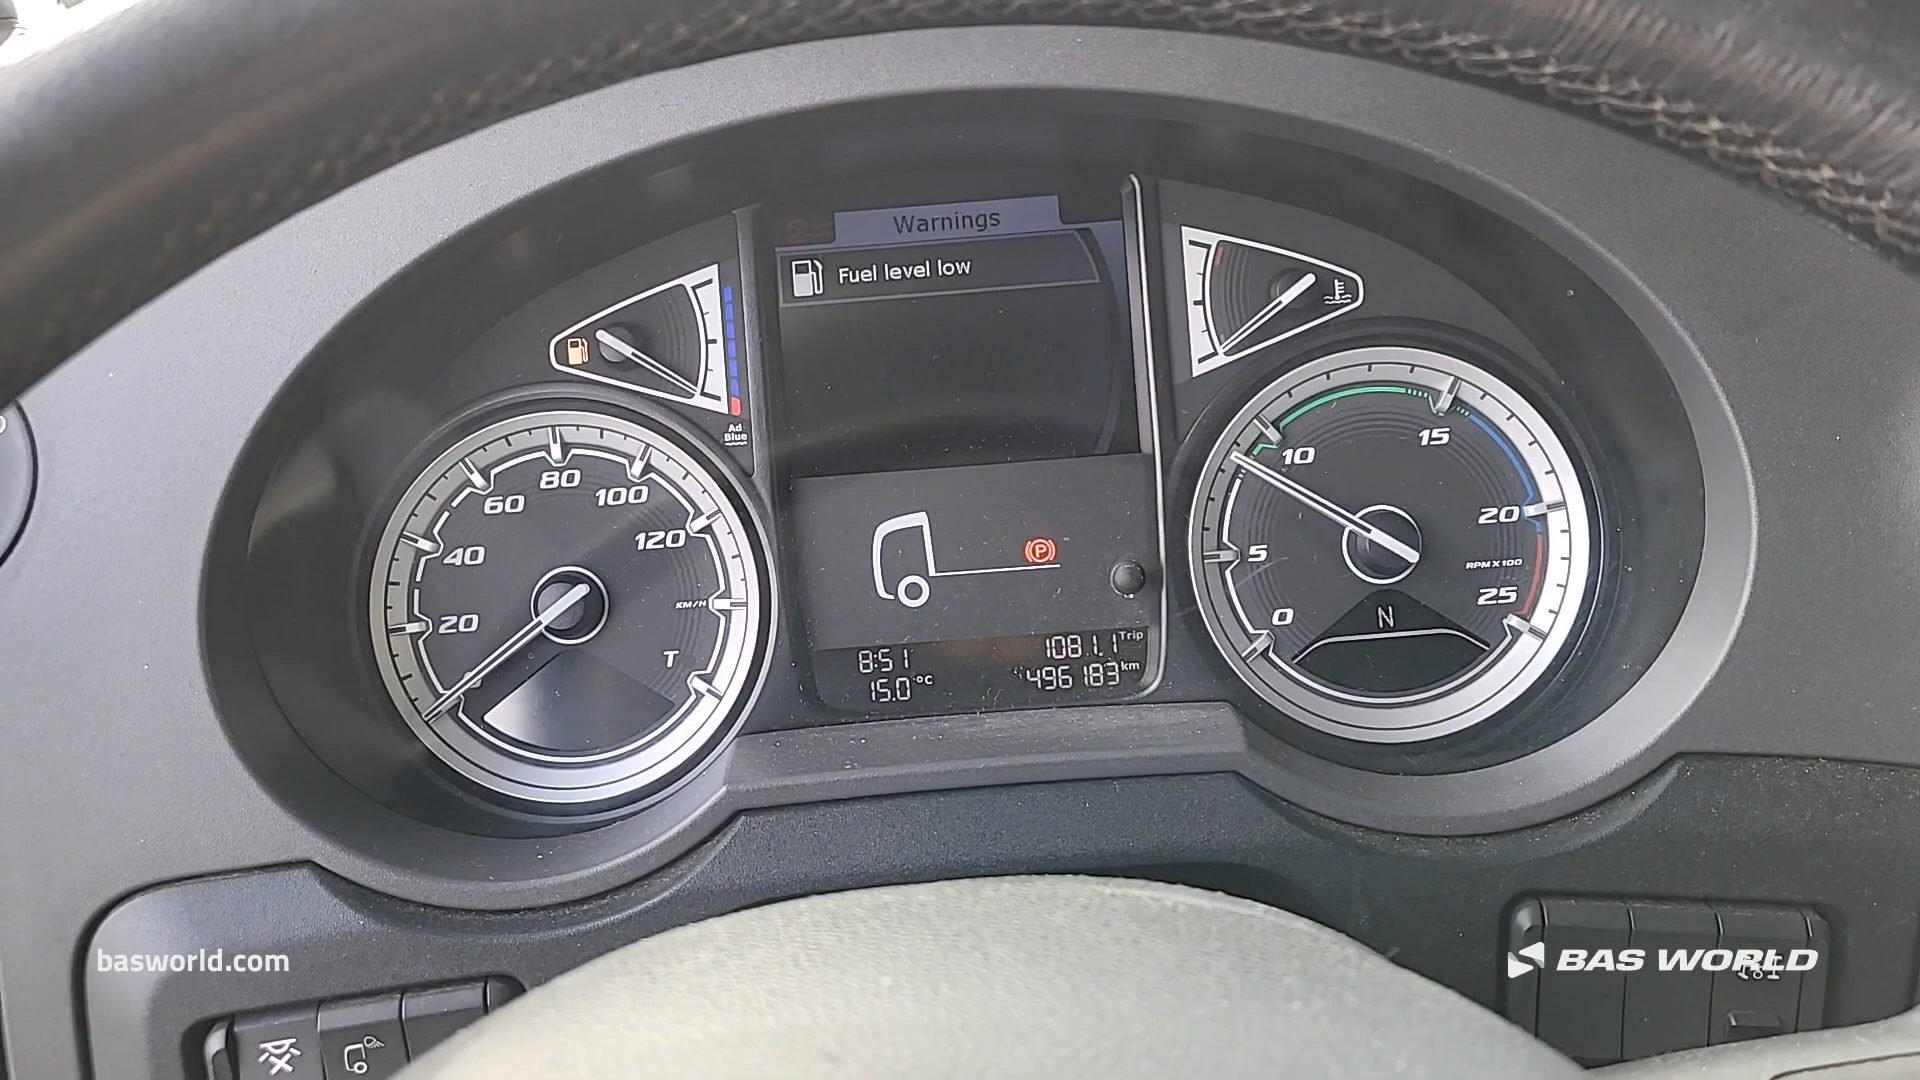 Warnings
Fuel level low
Ad
Blue
20
40
60
80
100
120
KM/H
T
P
8:51
1081.1 Trip
15.0 °C
496183 km
0
5
10
15
20
25
RPM X 100
N
basworld.com
BAS WORLD